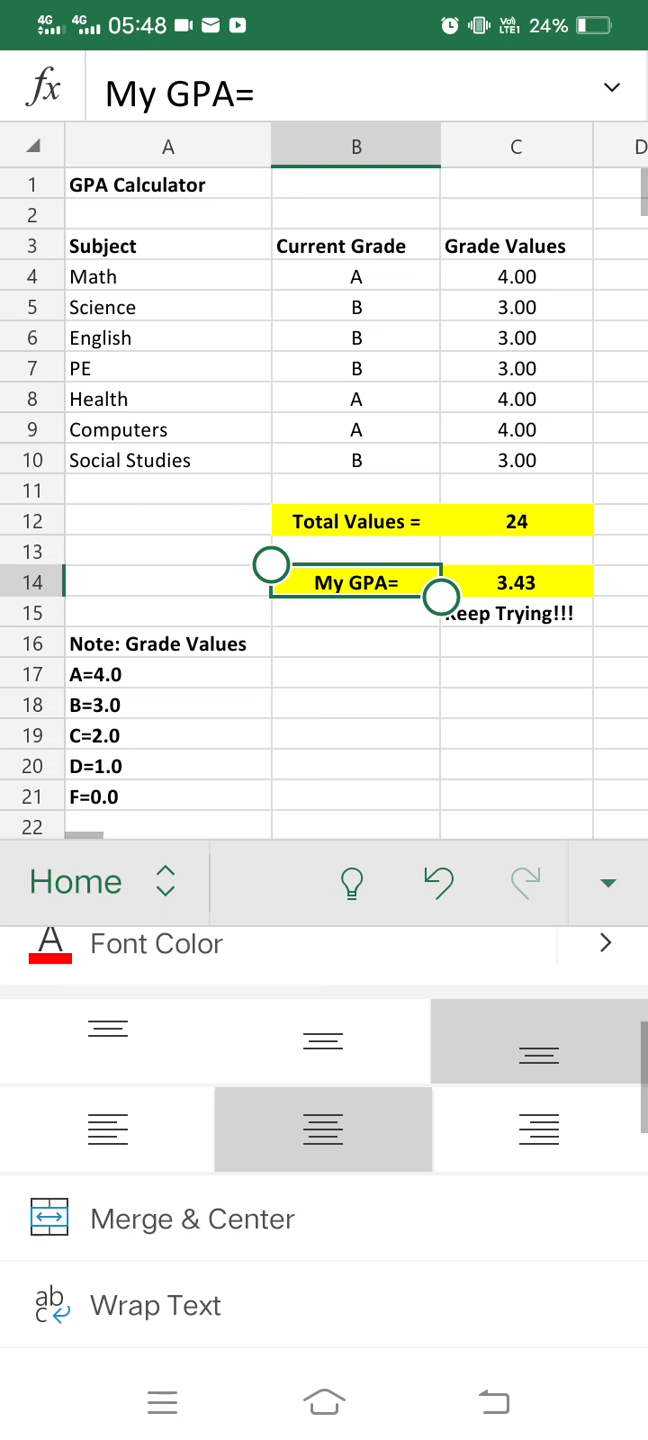 4G 4G 05:48 Vo) LTE1 24%
fx My GPA=
A B C D
1 GPA Calculator
2
3 Subject Current Grade Grade Values
4 Math A 4.00
5 Science B 3.00
6 English B 3.00
7 PE B 3.00
8 Health A 4.00
9 Computers A 4.00
10 Social Studies B 3.00
11
12 Total Values = 24
13
14 My GPA= 3.43
15 Keep Trying!!!
16 Note: Grade Values
17 A=4.0
18 B=3.0
19 C=2.0
20 D=1.0
21 F=0.0
22
Home
A Font Color
Merge & Center
abc Wrap Text